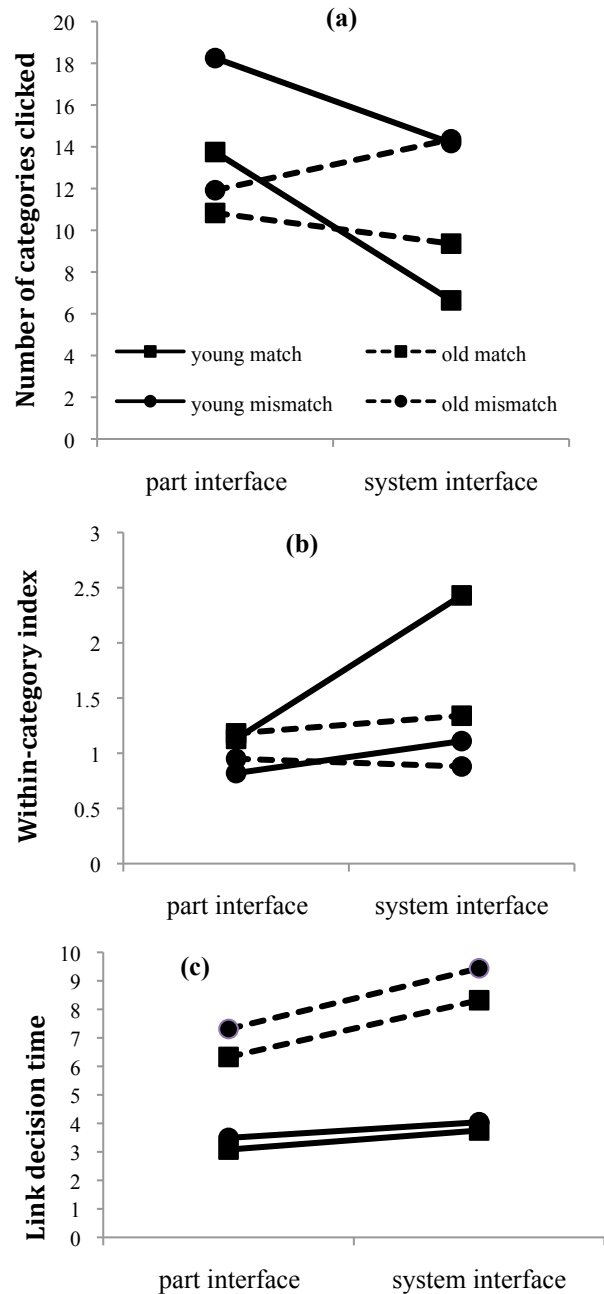 (a)
Number of categories clicked
20
18
16
14
12
10
8
6
4
2
0
young match
old match
young mismatch
old mismatch
part interface
system interface
(b)
Within-category index
3
2.5
2
1.5
1
0.5
0
part interface
system interface
(c)
Link decision time
10
9
8
7
6
5
4
3
2
1
0
part interface
system interface